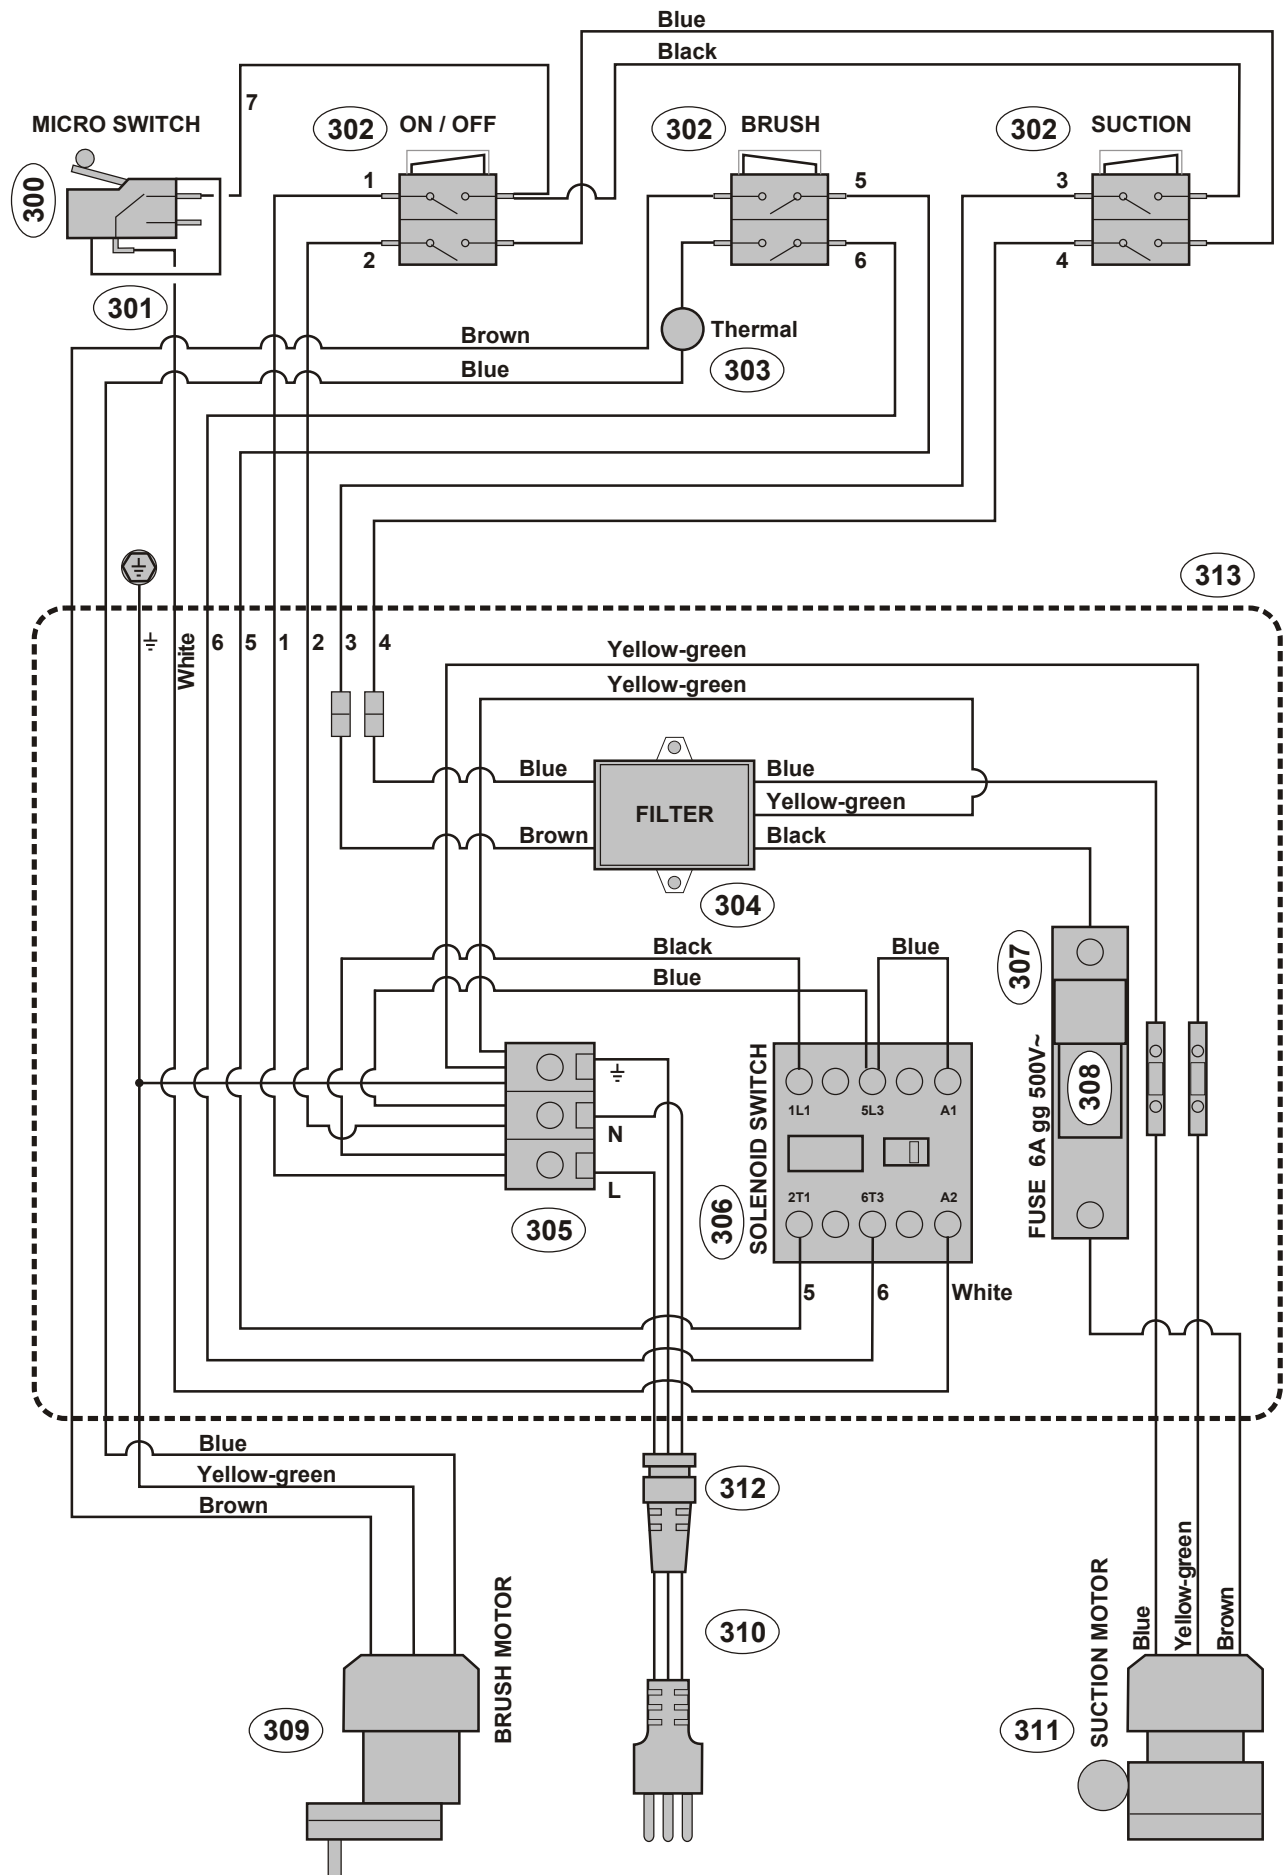 Blue
Black
7
MICRO SWITCH
302 ON / OFF
302 BRUSH
302 SUCTION
300
1
5
3
2
6
4
301
Thermal
303
Brown
Blue
313
White
6
5
1
2
3
4
Yellow-green
Yellow-green
Blue
Blue
FILTER
Yellow-green
Brown
Black
304
Black
Blue
Blue
307
308
FUSE 6A gg 500V~
N
L
305
306
SOLENOID SWITCH
1L1
5L3
A1
2T1
6T3
A2
5
6
White
Blue
Yellow-green
Brown
312
310
309
BRUSH MOTOR
311
SUCTION MOTOR
Blue
Yellow-green
Brown